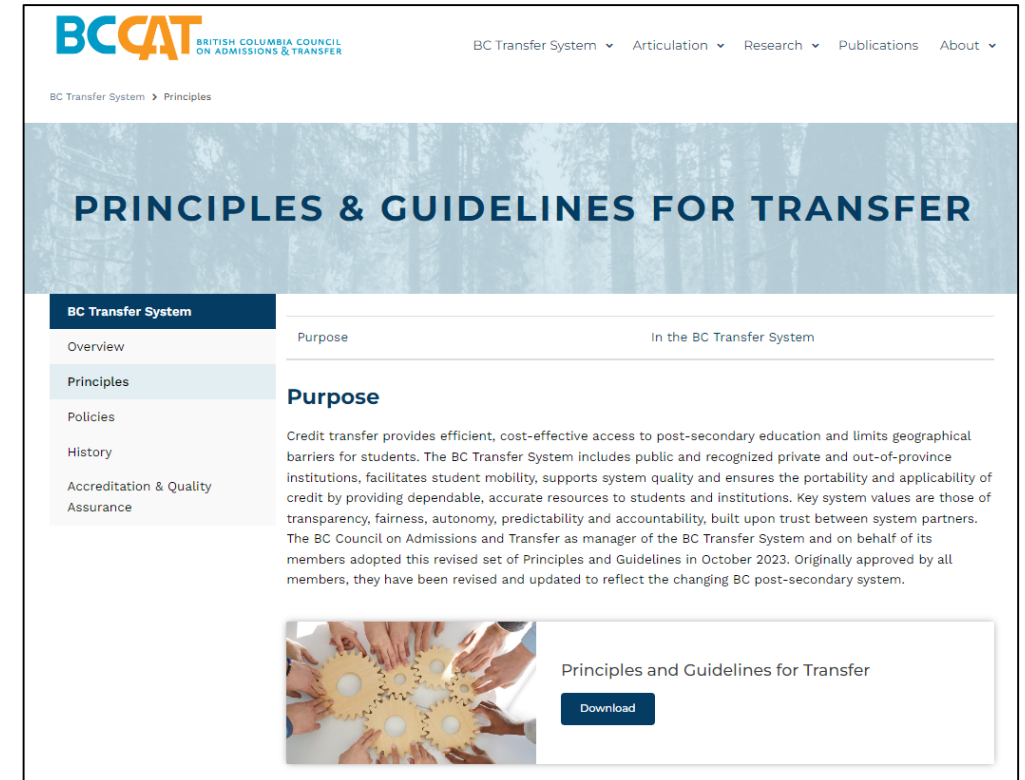 BCCAT BRITISH COLUMBIA COUNCIL
ON ADMISSIONS & TRANSFER
BC Transfer System Articulation Research Publications About
BC Transfer System > Principles
PRINCIPLES & GUIDELINES FOR TRANSFER
BC Transfer System
Overview
Principles
Policies
History
Accreditation & Quality
Assurance
Purpose In the BC Transfer System
Purpose
Credit transfer provides efficient, cost-effective access to post-secondary education and limits geographical
barriers for students. The BC Transfer System includes public and recognized private and out-of-province
institutions, facilitates student mobility, supports system quality and ensures the portability and applicability of
credit by providing dependable, accurate resources to students and institutions. Key system values are those of
transparency, fairness, autonomy, predictability and accountability, built upon trust between system partners.
The BC Council on Admissions and Transfer as manager of the BC Transfer System and on behalf of its
members adopted this revised set of Principles and Guidelines in October 2023. Originally approved by all
members, they have been revised and updated to reflect the changing BC post-secondary system.
Principles and Guidelines for Transfer
Download